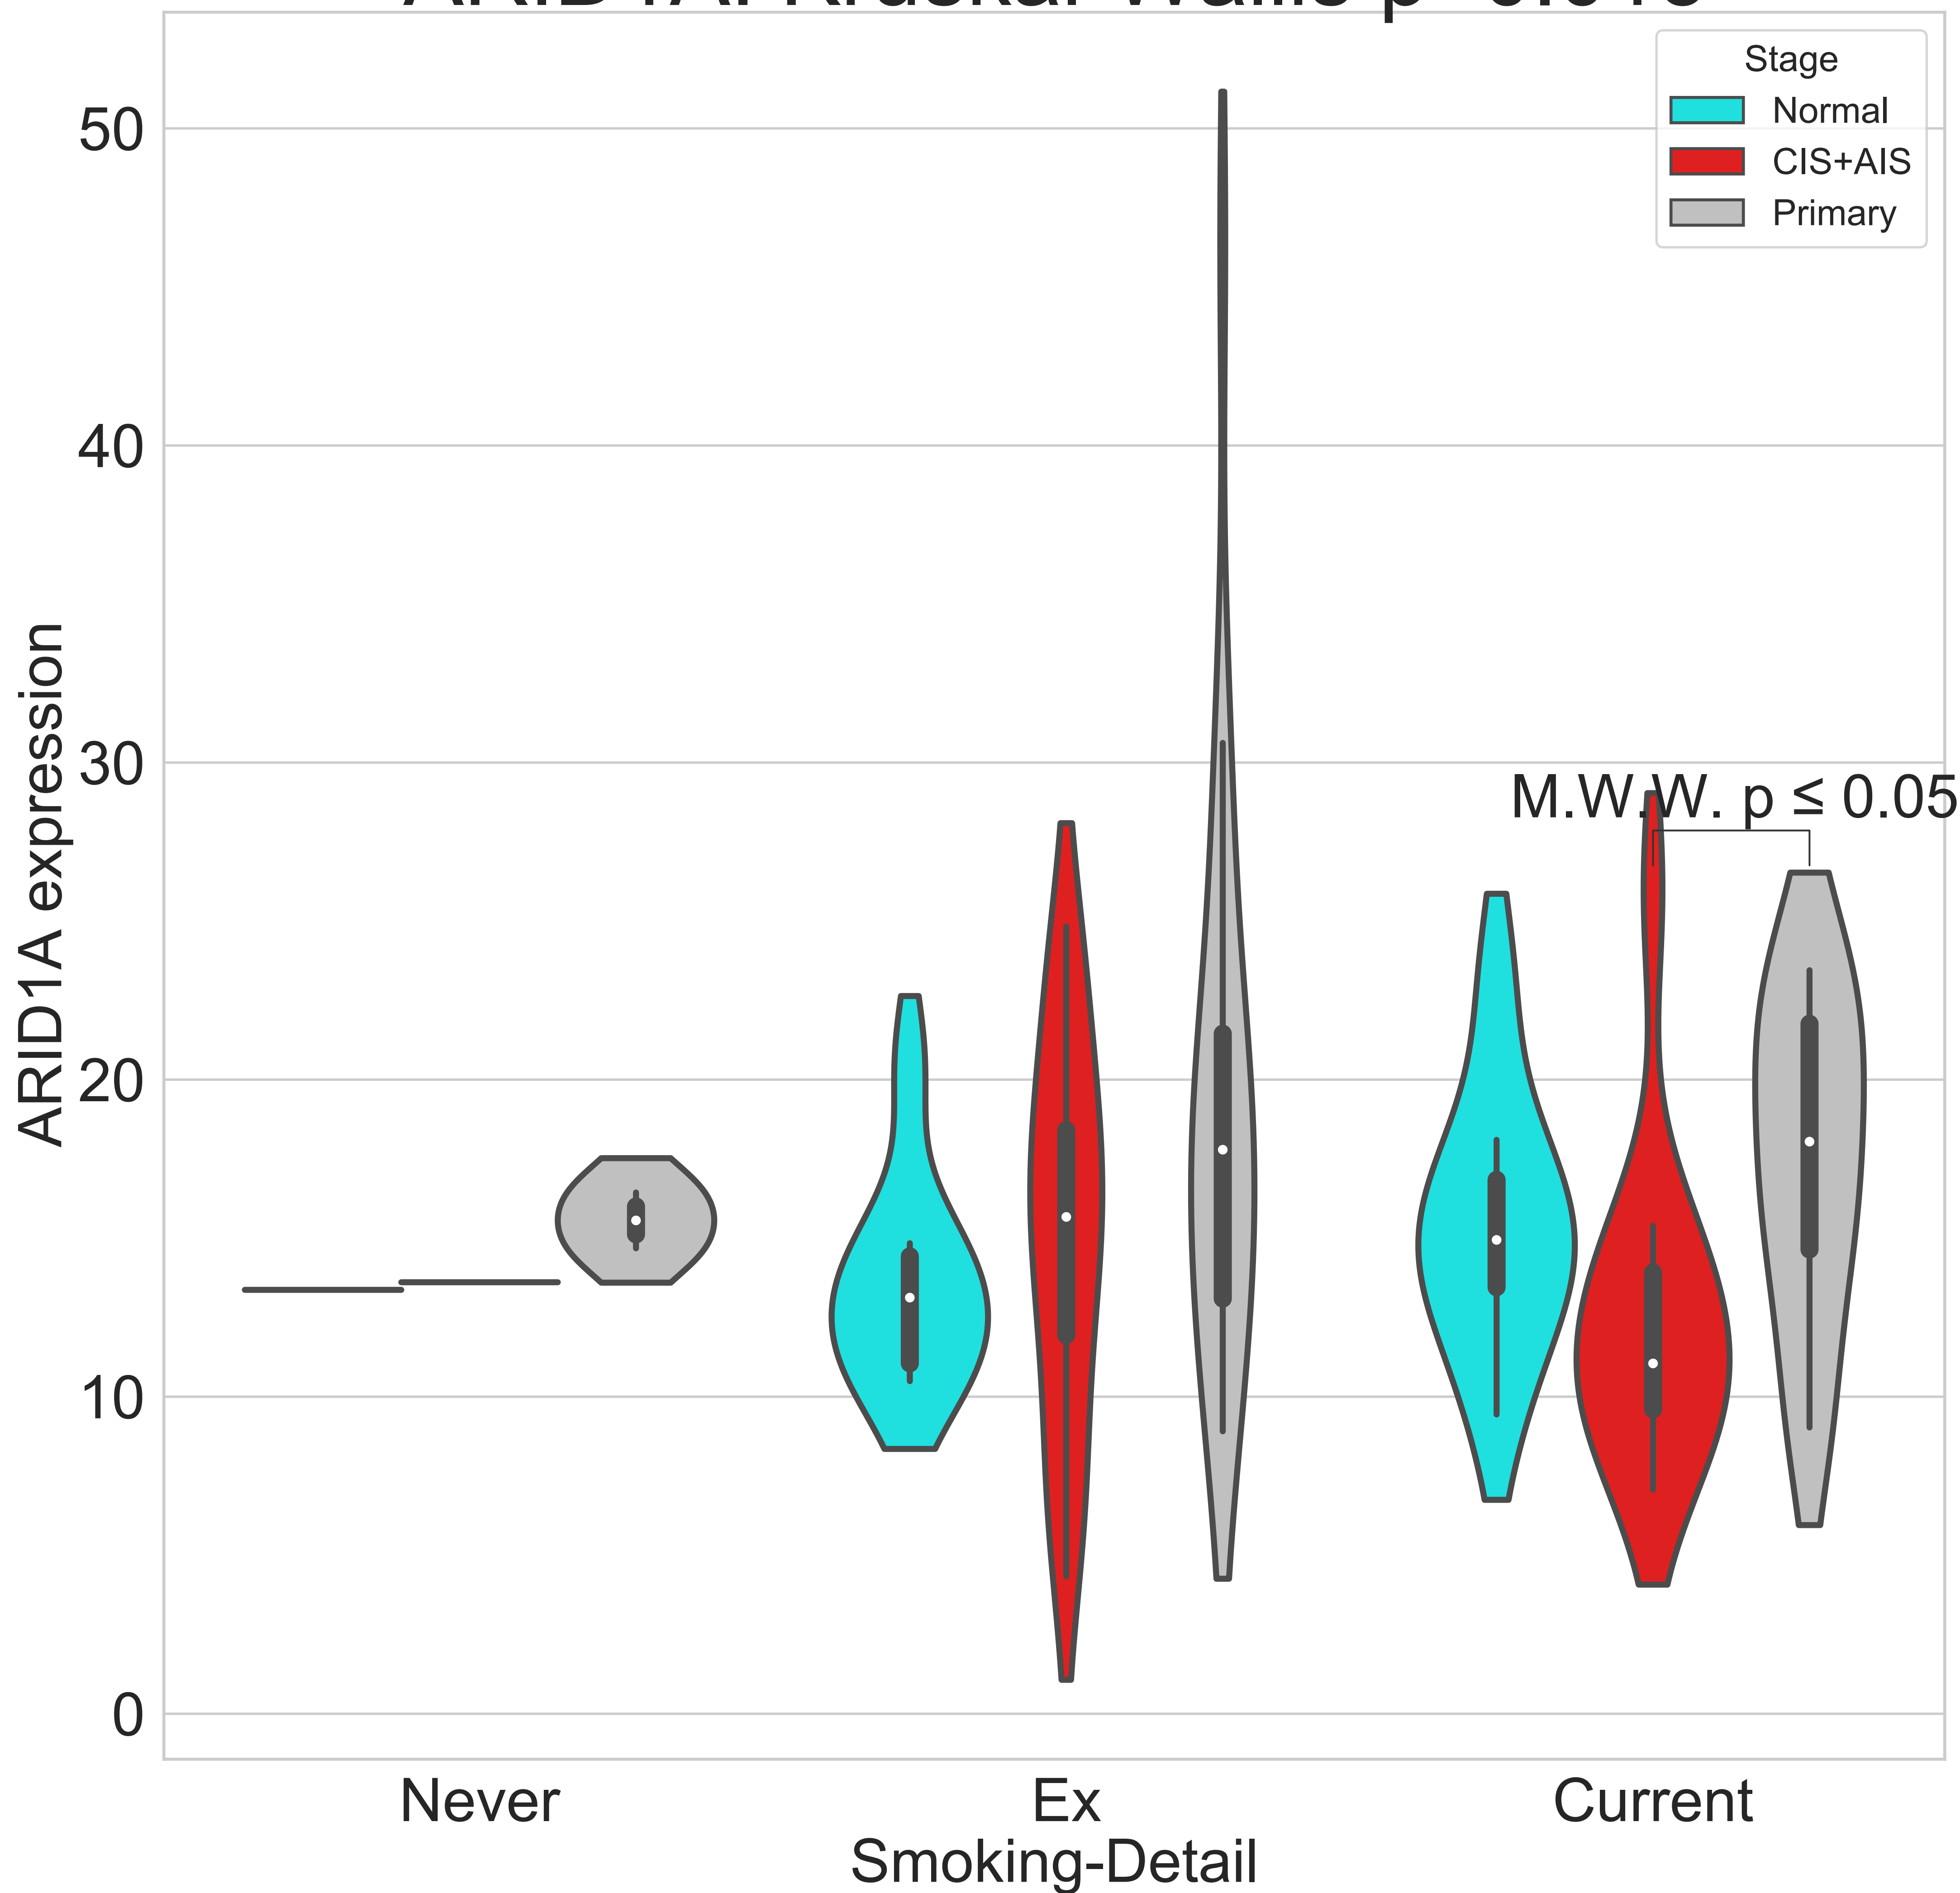 Stage
Normal
CIS+AIS
Primary
50
40
30
20
10
0
ARID1A expression
M.W.W. p ≤ 0.05
Never
Ex
Current
Smoking-Detail